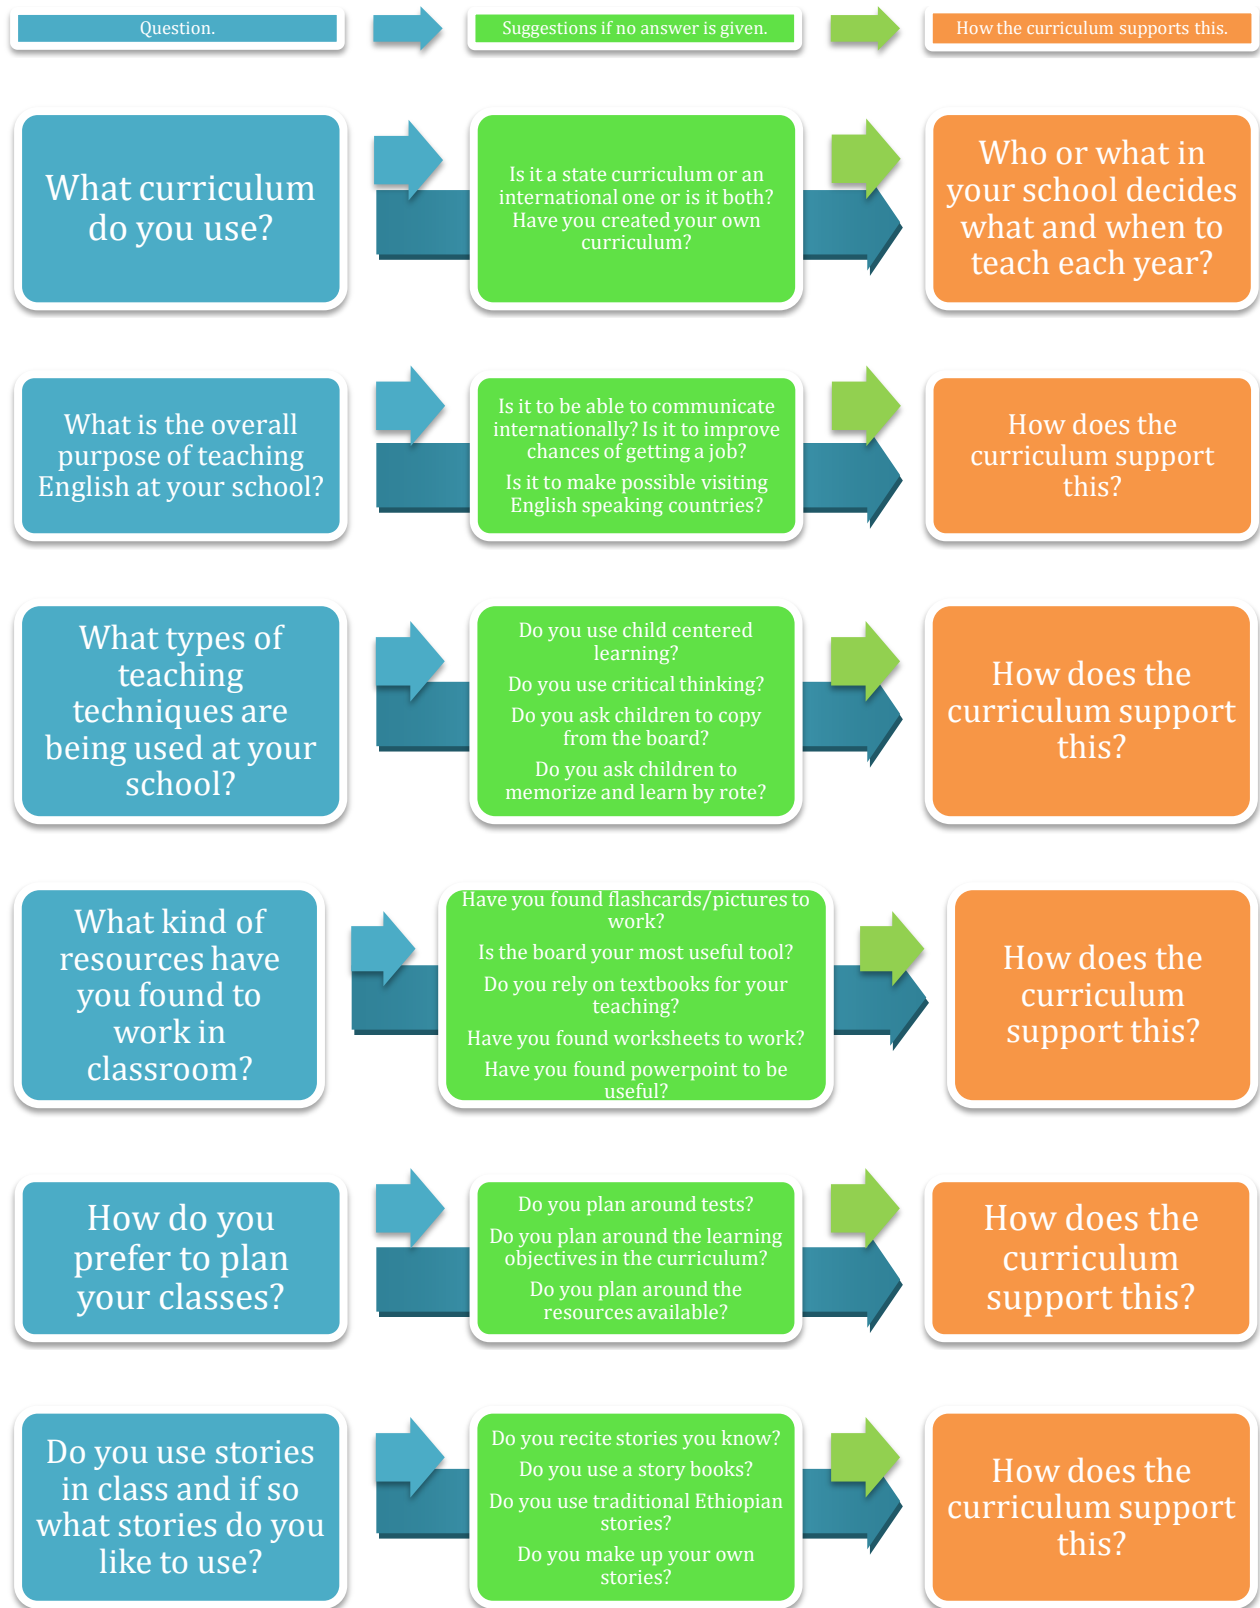 Question.
Suggestions if no answer is given.
How the curriculum supports this.
What curriculum
do you use?
Is it a state curriculum or an
international one or is it both?
Have you created your own
curriculum?
Who or what in
your school decides
what and when to
teach each year?
What is the overall
purpose of teaching
English at your school?
Is it to be able to communicate
internationally? Is it to improve
chances of getting a job?
Is it to make possible visiting
English speaking countries?
How does the
curriculum support
this?
What types of
teaching
techniques are
being used at your
school?
Do you use child centered
learning?
Do you use critical thinking?
Do you ask children to copy
from the board?
Do you ask children to
memorize and learn by rote?
How does the
curriculum support
this?
What kind of
resources have
you found to
work in
classroom?
Have you found flashcards/pictures to
work?
Is the board your most useful tool?
Do you rely on textbooks for your
teaching?
Have you found worksheets to work?
Have you found powerpoint to be
useful?
How does the
curriculum
support this?
How do you
prefer to plan
your classes?
Do you plan around tests?
Do you plan around the learning
objectives in the curriculum?
Do you plan around the
resources available?
How does the
curriculum
support this?
Do you use stories
in class and if so
what stories do you
like to use?
Do you recite stories you know?
Do you use a story books?
Do you use traditional Ethiopian
stories?
Do you make up your own
stories?
How does the
curriculum support
this?